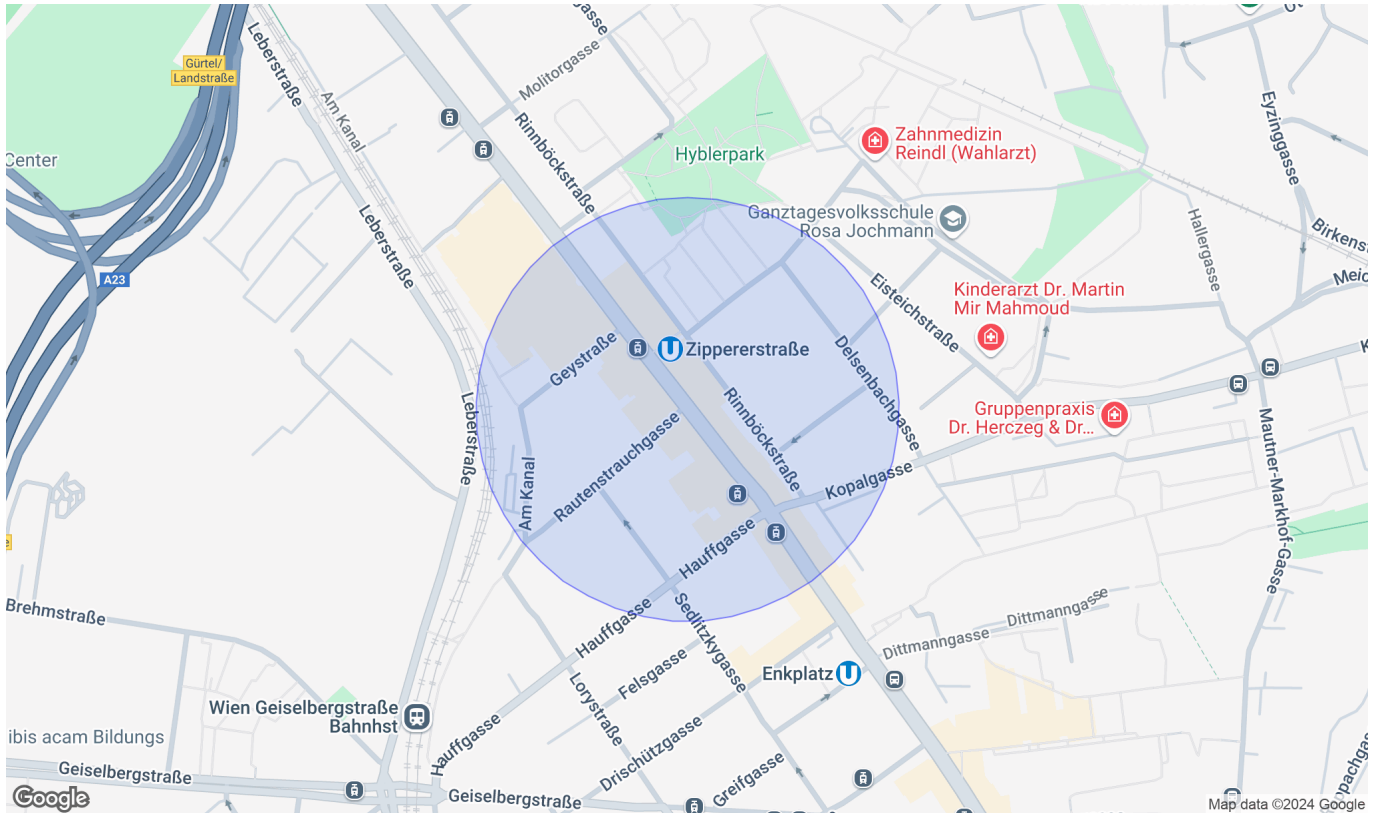 Gürtel/
Landstraße
Leberstraße
Am Kanal
Molitorgasse
Rinnböckstraße
Hyblerpark
Zahnmedizin
Reindl (Wahlarzt)
Eyzinggasse
Center
Leberstraße
Ganztagesvolksschule
Rosa Jochmann
Hallergasse
A23
Eisteichstraße
Kinderarzt Dr. Martin
Mir Mahmoud
Geystraße
U
Zippererstraße
Delsenbachgasse
Leberstraße
Rinnböckstraße
Gruppenpraxis
Dr. Herczeg & Dr...
Rautenstrauchgasse
Am Kanal
Kopalgasse
Mautner-Markhof-Gasse
Hauffgasse
Brehmstraße
Hauffgasse
Sedlitzkygasse
Dittmanngasse
Dittmanngasse
Felsgasse
Enkplatz
U
Lorystraße
Wien Geiselbergstraße
Bahnhst
ibis acam Bildungs
Hauffgasse
Drischützgasse
Greifgasse
Geiselbergstraße
Geiselbergstraße
Google
Map data ©2024 Google